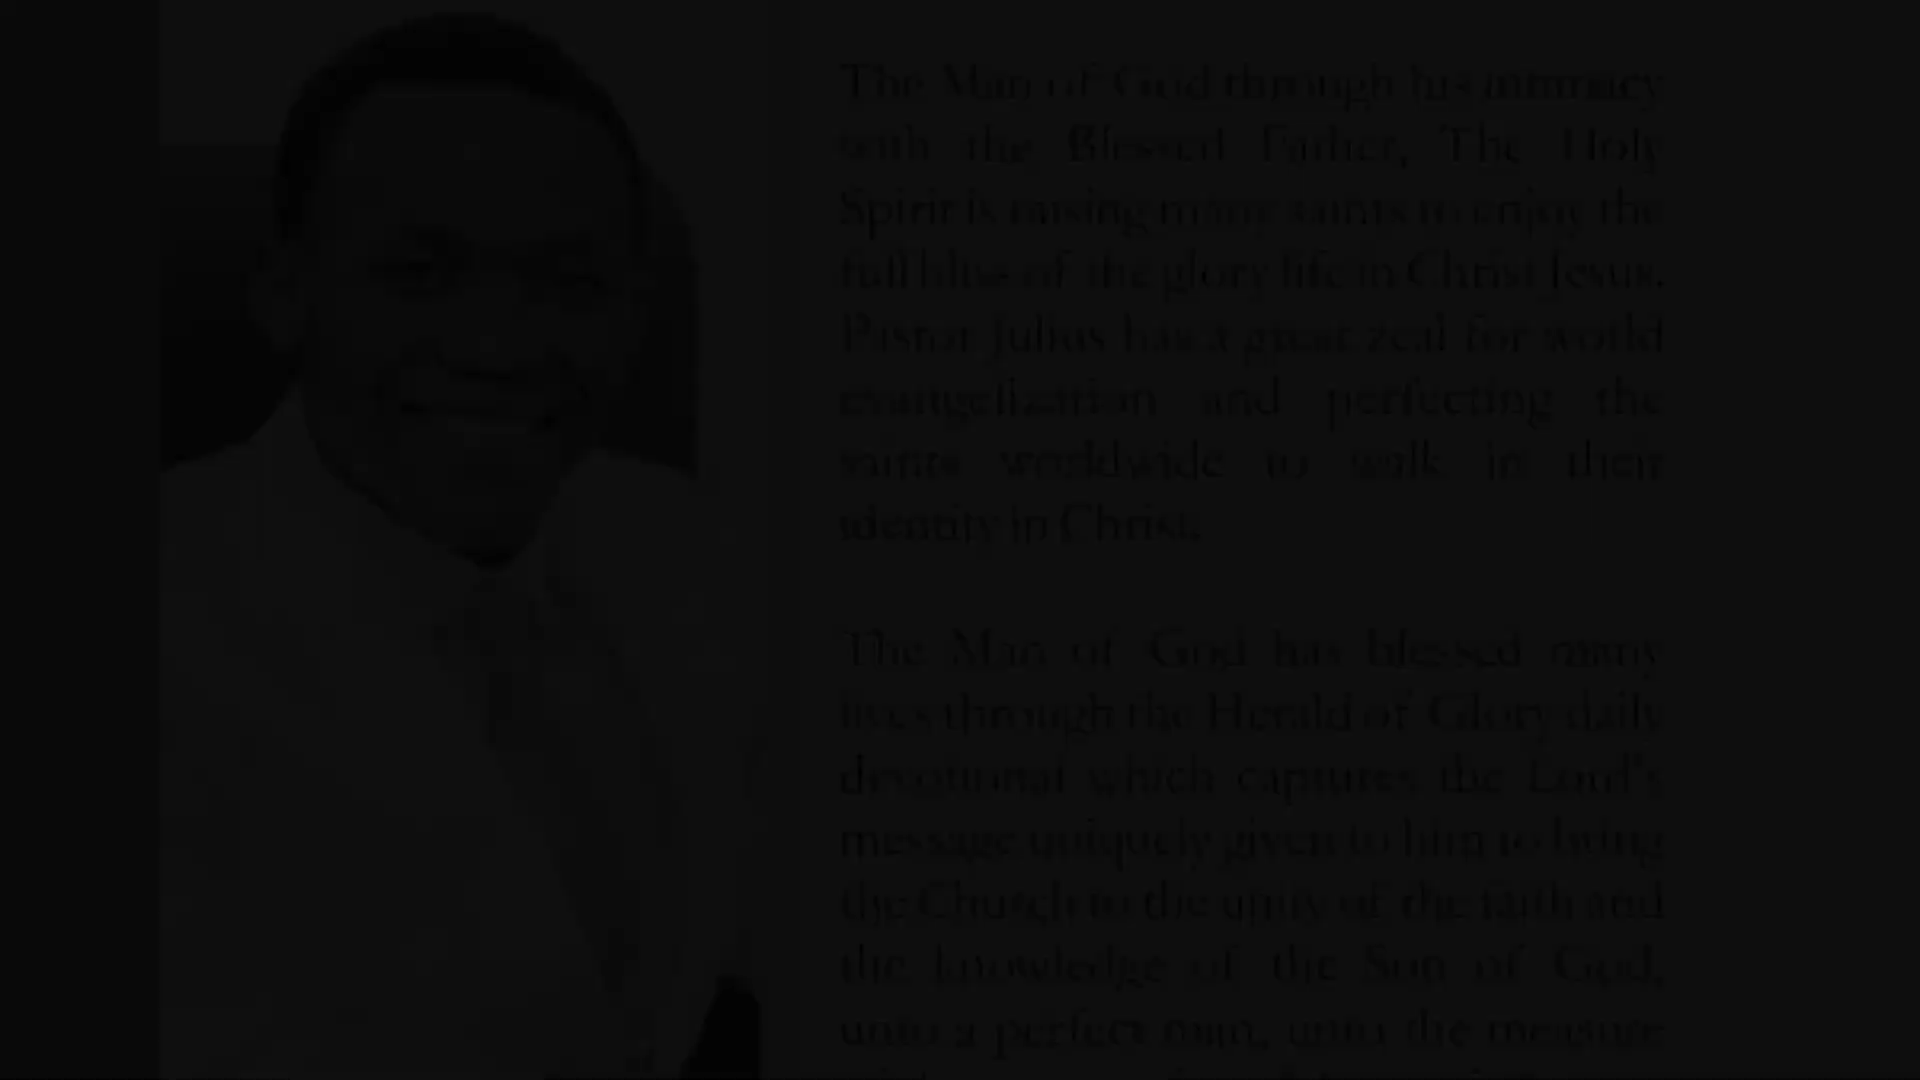 The Man of God through his intimacy
with the Blessed Father, The Holy
Spirit is raising many saints to enjoy the
full bliss of the glory life in Christ Jesus.
Pastor Julius has a great zeal for world
evangelization and perfecting the
saints worldwide to walk in their
identity in Christ.
The Man of God has blessed many
lives through the Herald of Glory daily
devotional which captures the Lord's
message uniquely given to him to bring
the Church to the unity of the faith and
the knowledge of the Son of God,
unto a perfect man, unto the measure